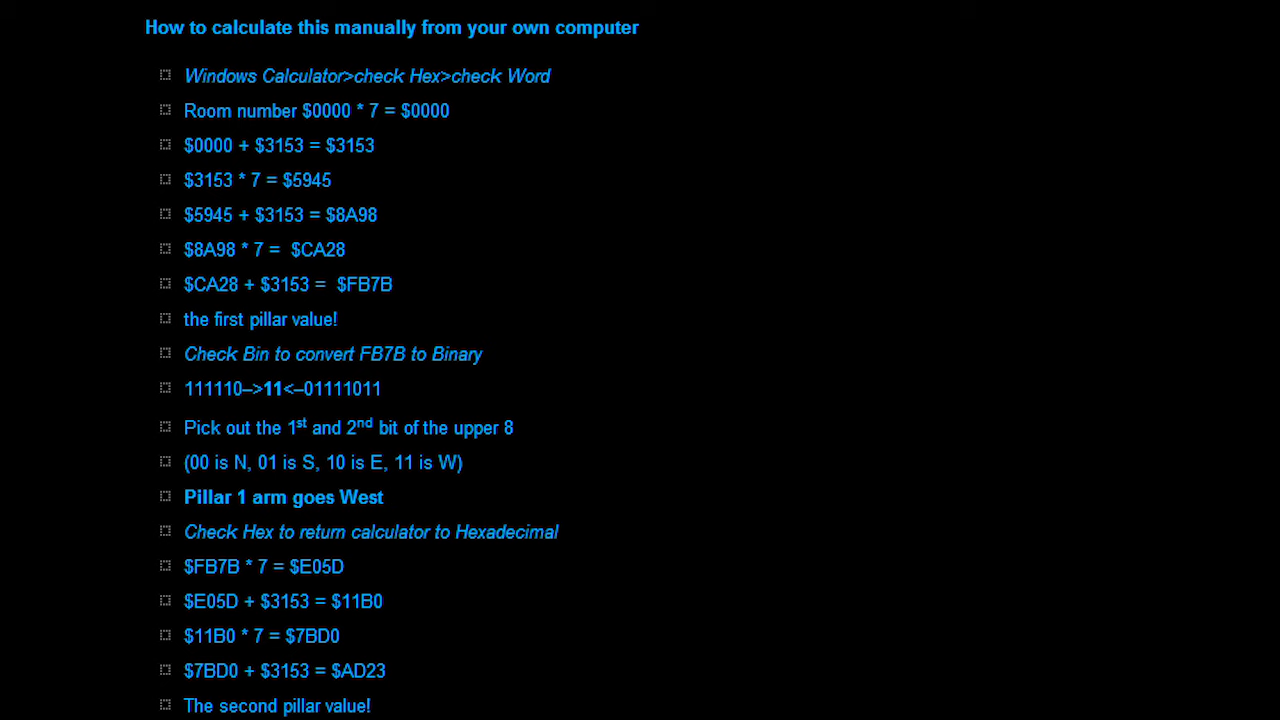 How to calculate this manually from your own computer
Windows Calculator>check Hex>check Word
Room number $0000 * 7 = $0000
$0000 + $3153 = $3153
$3153 * 7 = $5945
$5945 + $3153 = $8A98
$8A98 * 7 =  $CA28
$CA28 + $3153 =  $FB7B
the first pillar value!
Check Bin to convert FB7B to Binary
111110–>11<–01111011
Pick out the 1st and 2nd bit of the upper 8
(00 is N, 01 is S, 10 is E, 11 is W)
Pillar 1 arm goes West
Check Hex to return calculator to Hexadecimal
$FB7B * 7 = $E05D
$E05D + $3153 = $11B0
$11B0 * 7 = $7BD0
$7BD0 + $3153 = $AD23
The second pillar value!